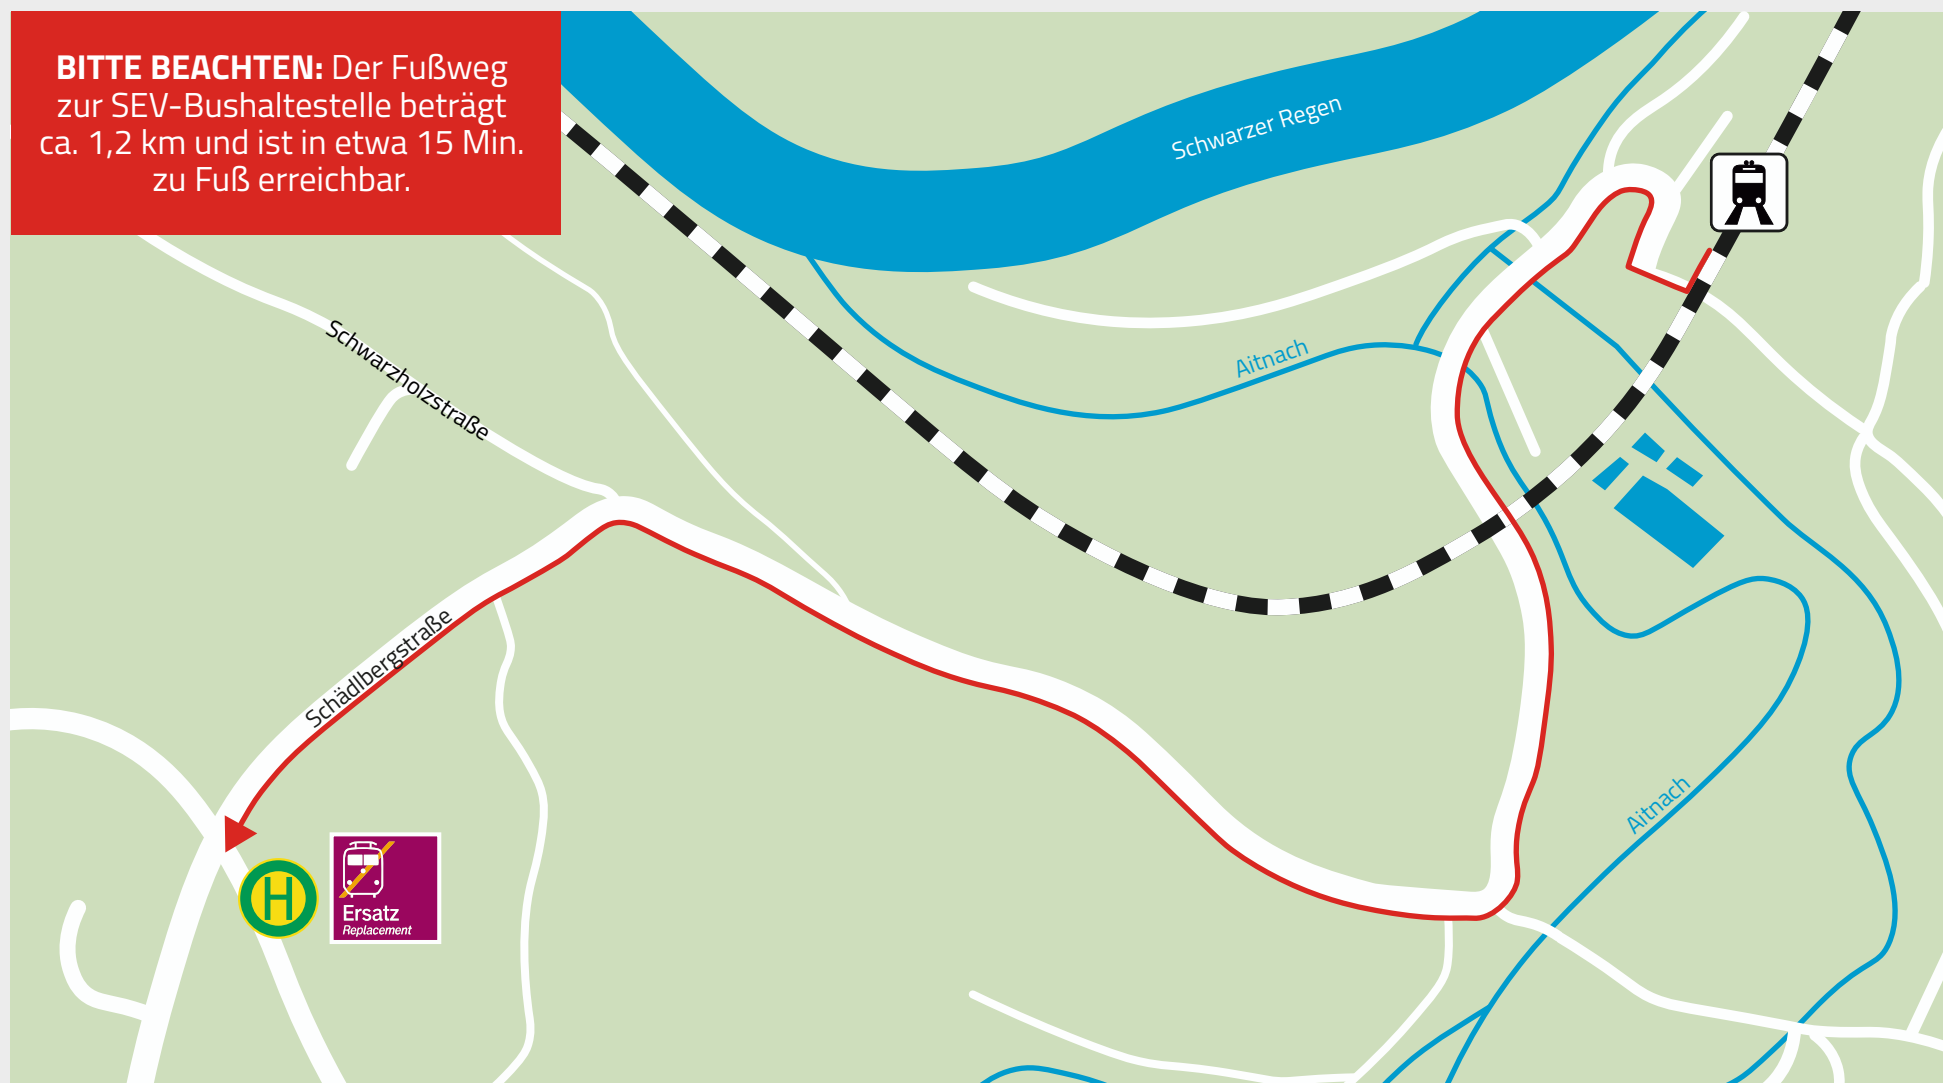 BITTE BEACHTEN: Der Fußweg
zur SEV-Bushaltestelle beträgt
ca. 1,2 km und ist in etwa 15 Min.
zu Fuß erreichbar.
Schwarzer Regen
Aitnach
Schwarzholzstraße
Schädlbergstraße
Aitnach
H
Ersatz
Replacement